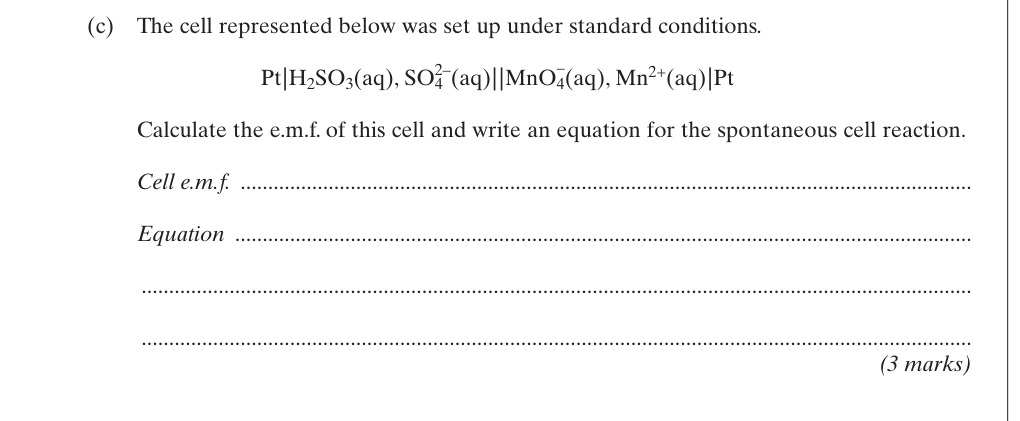 (c) The cell represented below was set up under standard conditions.
Pt|H₂SO₃(aq), SO₄²⁻(aq)||MnO₄⁻(aq), Mn²⁺(aq)|Pt
Calculate the e.m.f. of this cell and write an equation for the spontaneous cell reaction.
Cell e.m.f. ....................................................................................................
Equation ....................................................................................................
....................................................................................................
....................................................................................................
(3 marks)